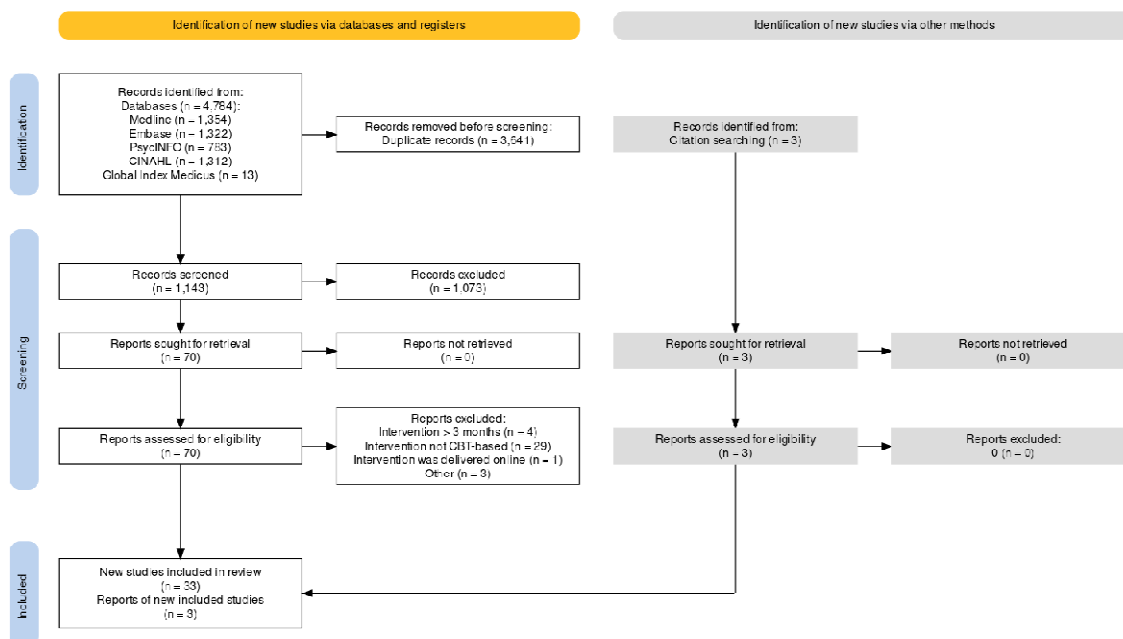 Identification of new studies via databases and registers
Identification of new studies via other methods
Identification
Records identified from:
Databases (n = 4,784):
Medline (n = 1,354)
Embase (n = 1,322)
PsycINFO (n = 783)
CINAHL (n = 1,312)
Global Index Medicus (n = 13)
Records removed before screening:
Duplicate records (n = 3,641)
Records identified from:
Citation searching (n = 3)
Screening
Records screened
(n = 1,143)
Records excluded
(n = 1,073)
Reports sought for retrieval
(n = 70)
Reports not retrieved
(n = 0)
Reports sought for retrieval
(n = 3)
Reports not retrieved
(n = 0)
Reports assessed for eligibility
(n = 70)
Reports excluded:
Intervention > 3 months (n = 4)
Intervention not CBT-based (n = 29)
Intervention was delivered online (n = 1)
Other (n = 3)
Reports assessed for eligibility
(n = 3)
Reports excluded:
0 (n = 0)
Included
New studies included in review
(n = 33)
Reports of new included studies
(n = 3)